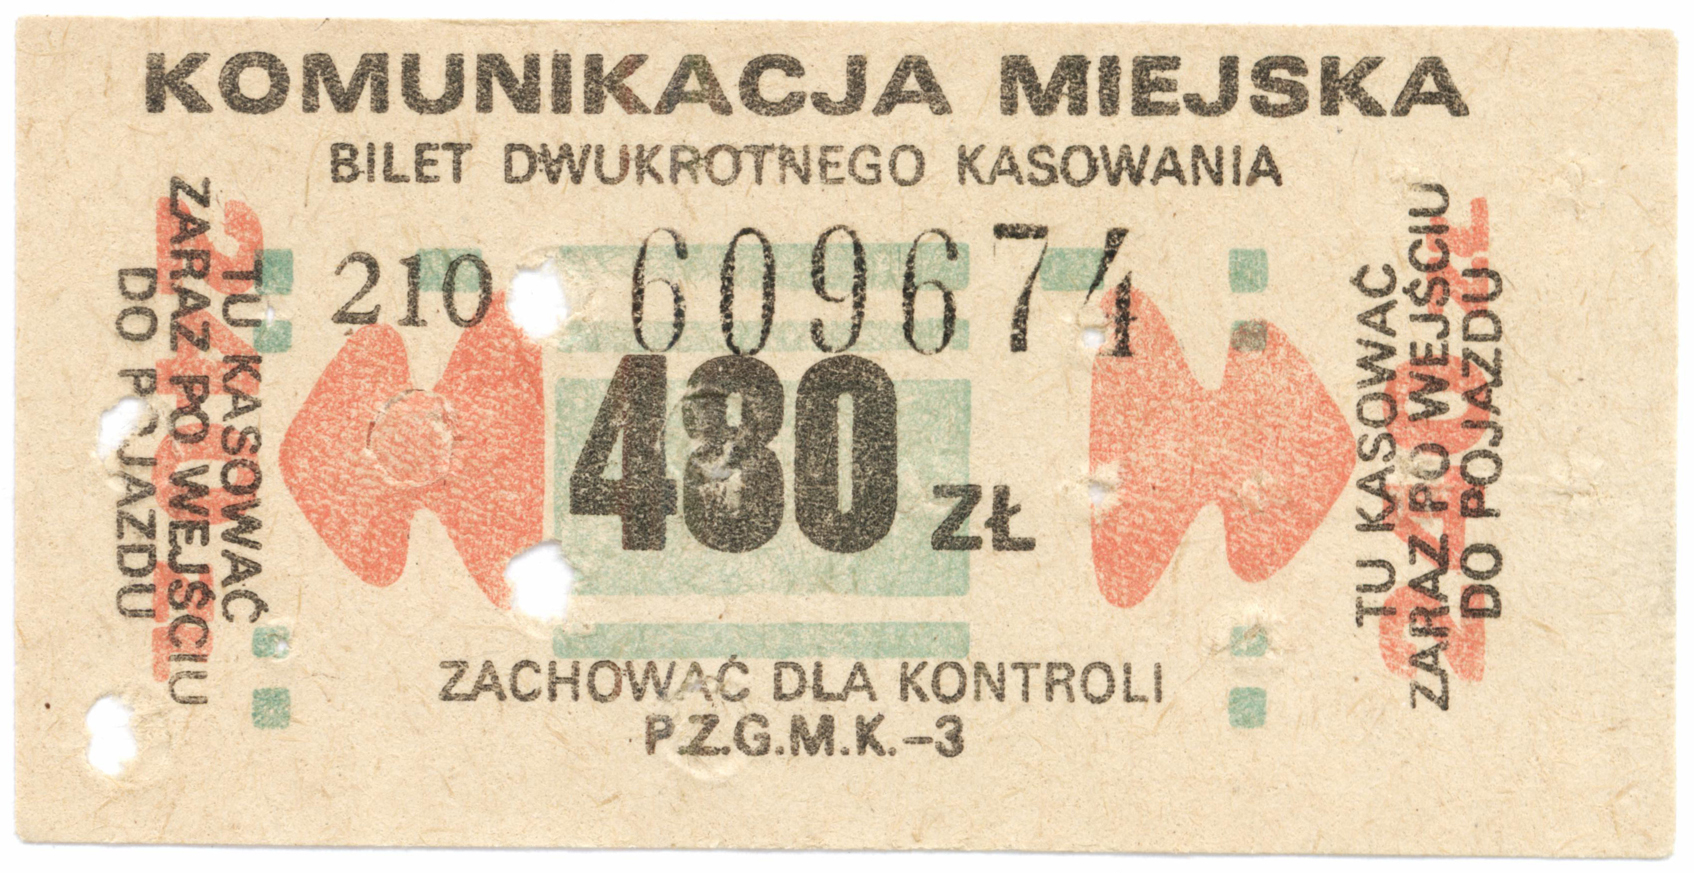 KOMUNIKACJA MIEJSKA
BILET DWUKROTNEGO KASOWANIA
210 609674
480 ZŁ
ZACHOWAĆ DLA KONTROLI
P.Z.G.M.K.-3
TU KASOWAĆ
ZARAZ PO WEJŚCIU
DO POJAZDU
TU KASOWAĆ
ZARAZ PO WEJŚCIU
DO POJAZDU